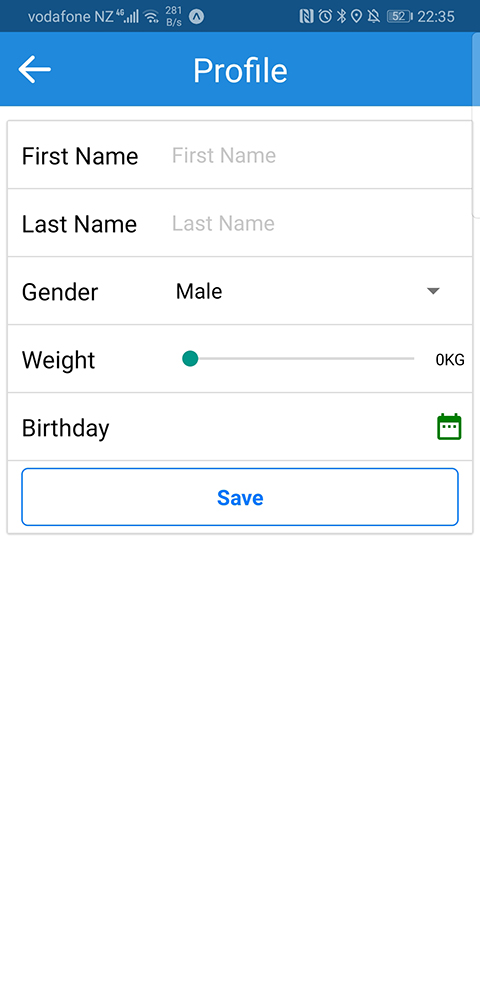 vodafone NZ 4G 281 B/s 52 22:35
Profile
First Name First Name
Last Name Last Name
Gender Male
Weight 0KG
Birthday
Save